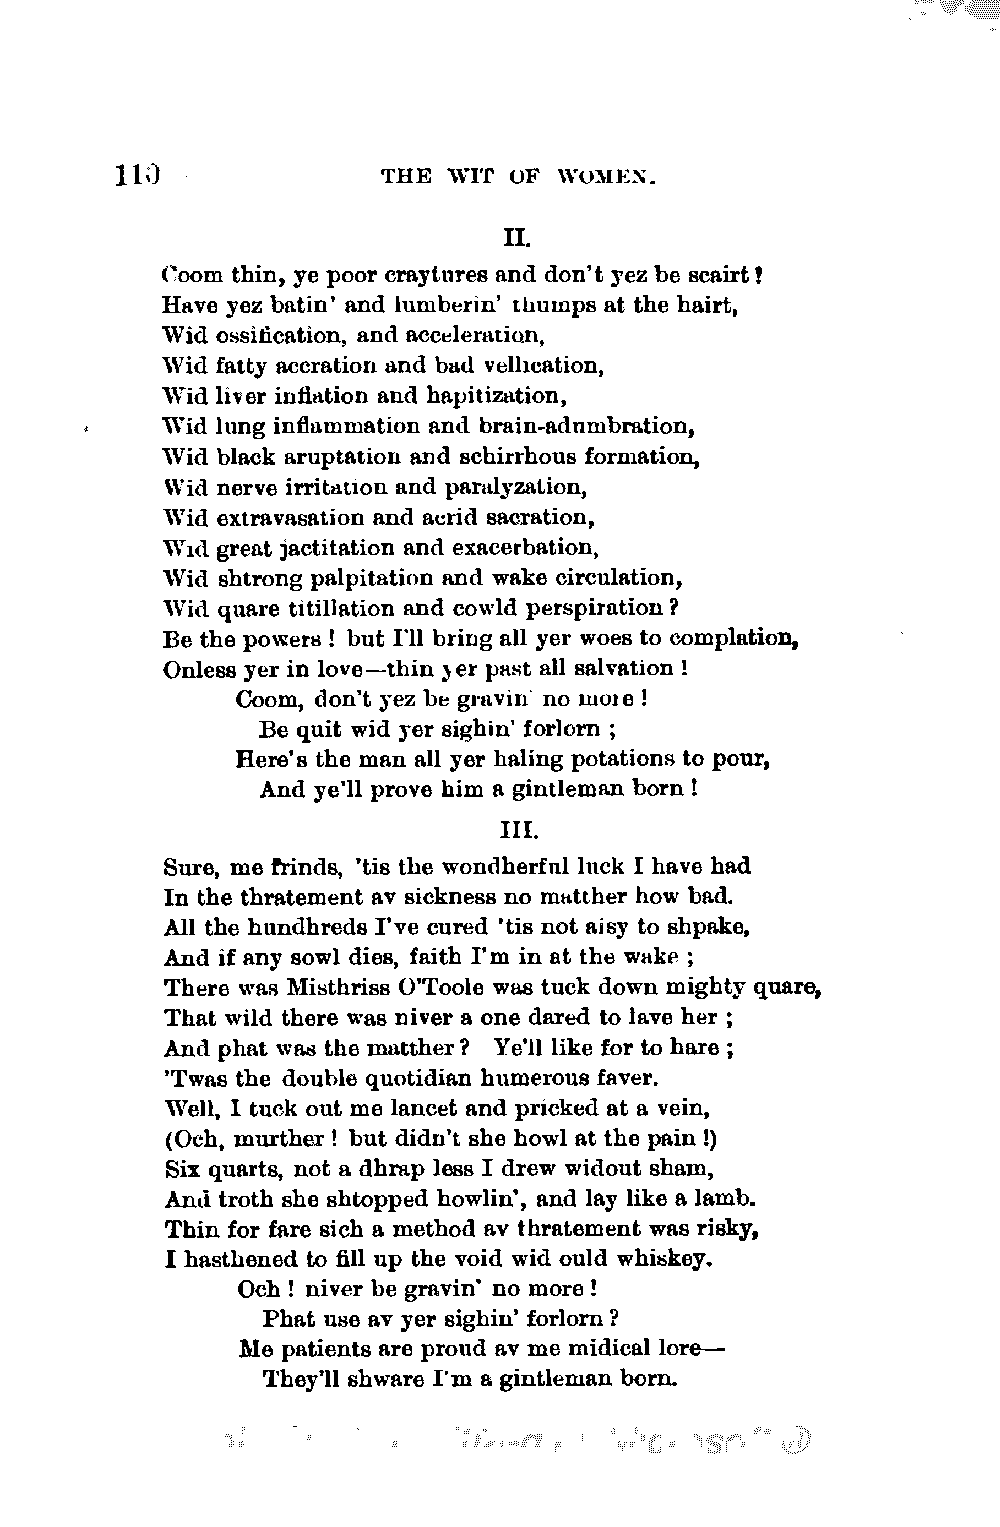 110 THE WIT OF WOMEN.
II.
Coom thin, ye poor craytures and don't yez be scairt!
Have yez batin' and lumberin' thumps at the hairt,
Wid ossification, and acceleration,
Wid fatty accration and bad vellication,
Wid liver inflation and hapitization,
Wid lung inflammation and brain-adumbration,
Wid black aruptation and schirrhous formation,
Wid nerve irritation and paralyzation,
Wid extravasation and acrid sacration,
Wid great jactitation and exacerbation,
Wid shtrong palpitation and wake circulation,
Wid quare titillation and cowld perspiration?
Be the powers! but I'll bring all yer woes to complation,
Onless yer in love—thin yer past all salvation!
Coom, don't yez be gravin' no more!
Be quit wid yer sighin' forlorn;
Here's the man all yer haling potations to pour,
And ye'll prove him a gintleman born!
III.
Sure, me frinds, 'tis the wondherful luck I have had
In the thratement av sickness no matther how bad.
All the hundhreds I've cured 'tis not aisy to shpake,
And if any sowl dies, faith I'm in at the wake;
There was Misthriss O'Toole was tuck down mighty quare,
That wild there was niver a one dared to lave her;
And phat was the matther? Ye'll like for to hare;
'Twas the double quotidian humerous faver.
Well, I tuck out me lancet and pricked at a vein,
(Och, murther! but didn't she howl at the pain!)
Six quarts, not a dhrap less I drew widout sham,
And troth she shtopped howlin', and lay like a lamb.
Thin for fare sich a method av thratement was risky,
I hasthened to fill up the void wid ould whiskey.
Och! niver be gravin' no more!
Phat use av yer sighin' forlorn?
Me patients are proud av me midical lore—
They'll shware I'm a gintleman born.